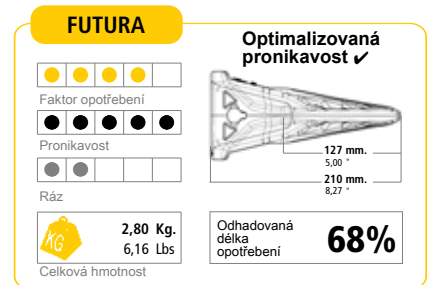 FUTURA
Optimalizovaná
pronikavost ✔
Faktor opotřebení
Pronikavost
Ráz
127 mm.
5,00 "
210 mm.
8,27 "
KG
2,80 Kg.
6,16 Lbs
Celková hmotnost
Odhadovaná
délka
opotřebení
68%